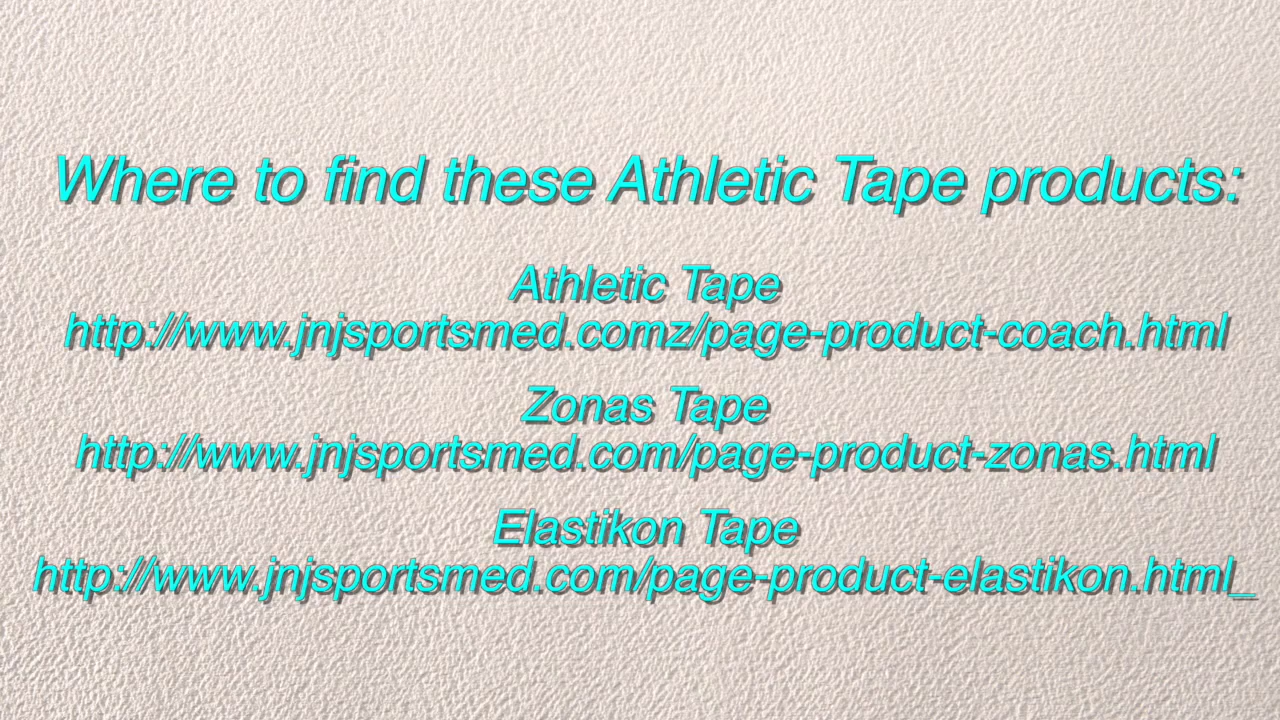 Where to find these Athletic Tape products:
Athletic Tape
http://www.jnjsportsmed.comz/page-product-coach.html
Zonas Tape
http://www.jnjsportsmed.com/page-product-zonas.html
Elastikon Tape
http://www.jnjsportsmed.com/page-product-elastikon.html_